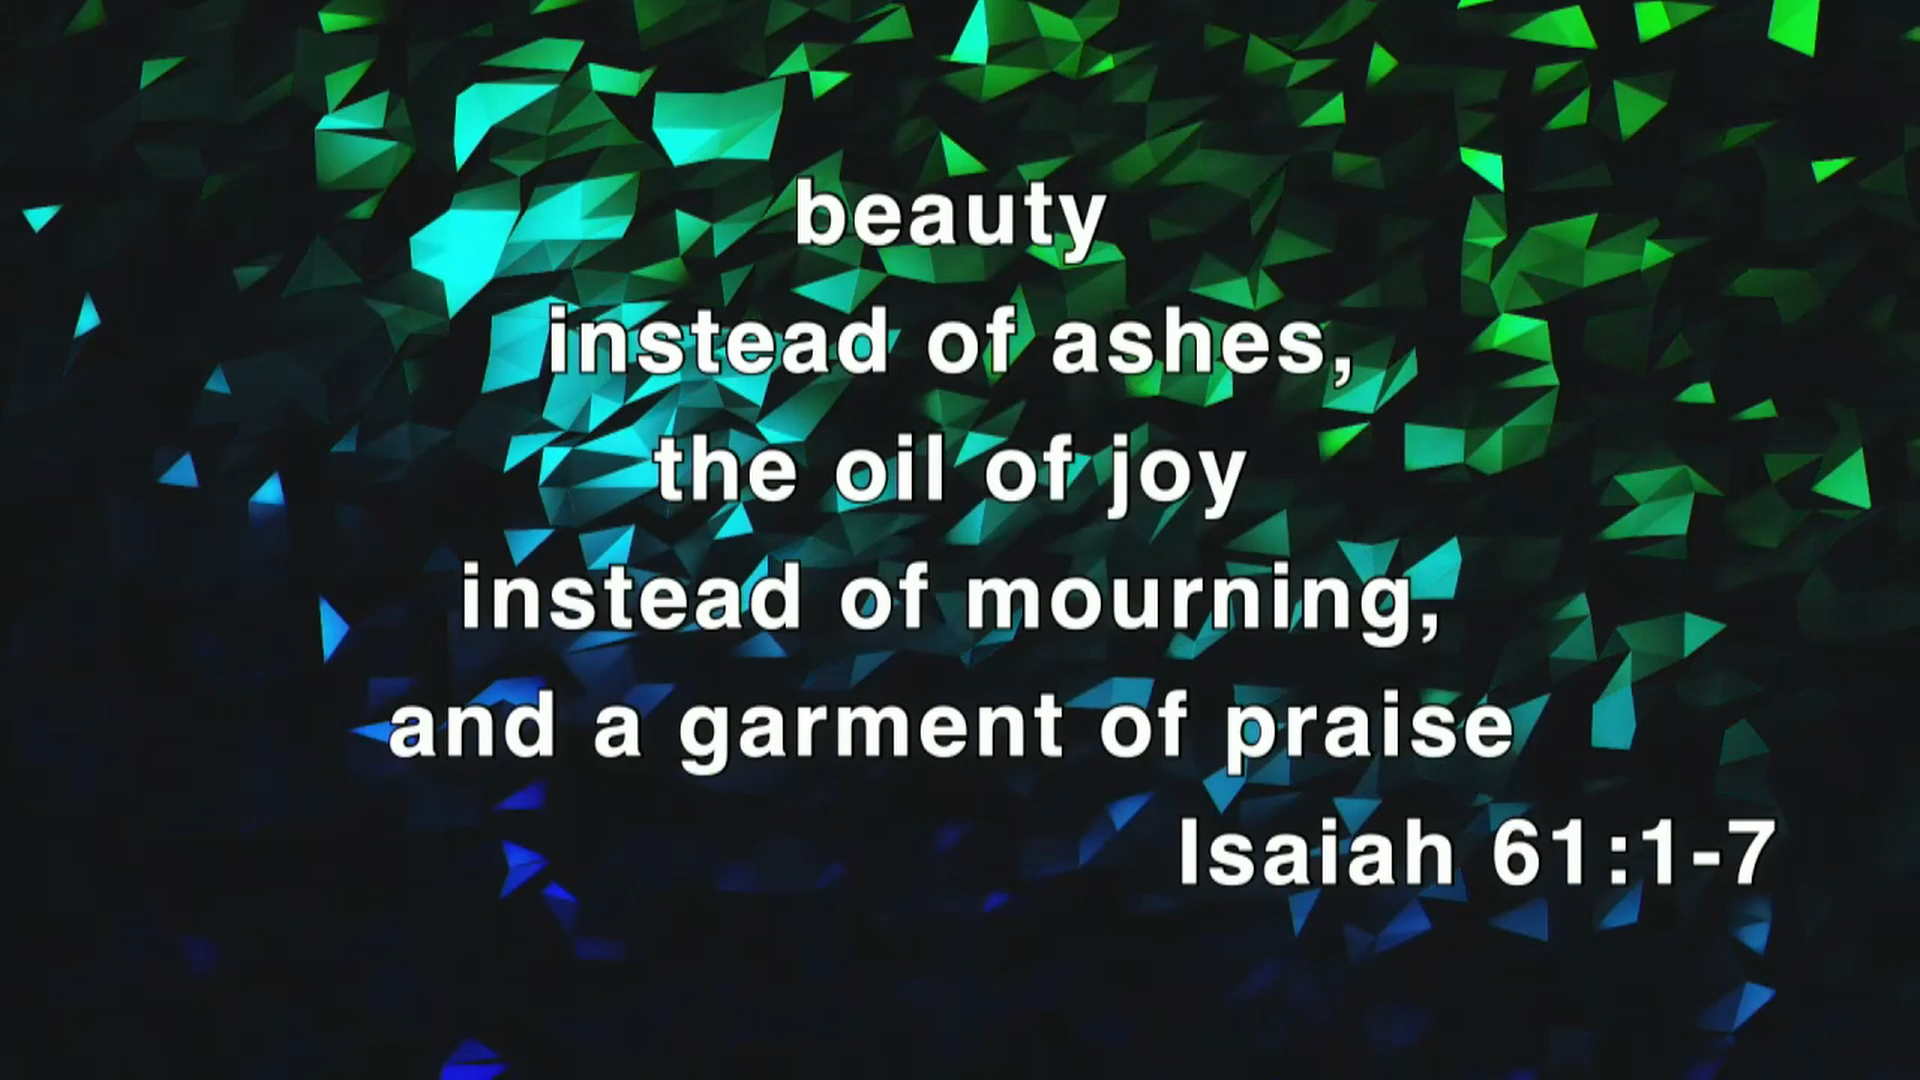 beauty
instead of ashes,
the oil of joy
instead of mourning,
and a garment of praise
Isaiah 61:1-7